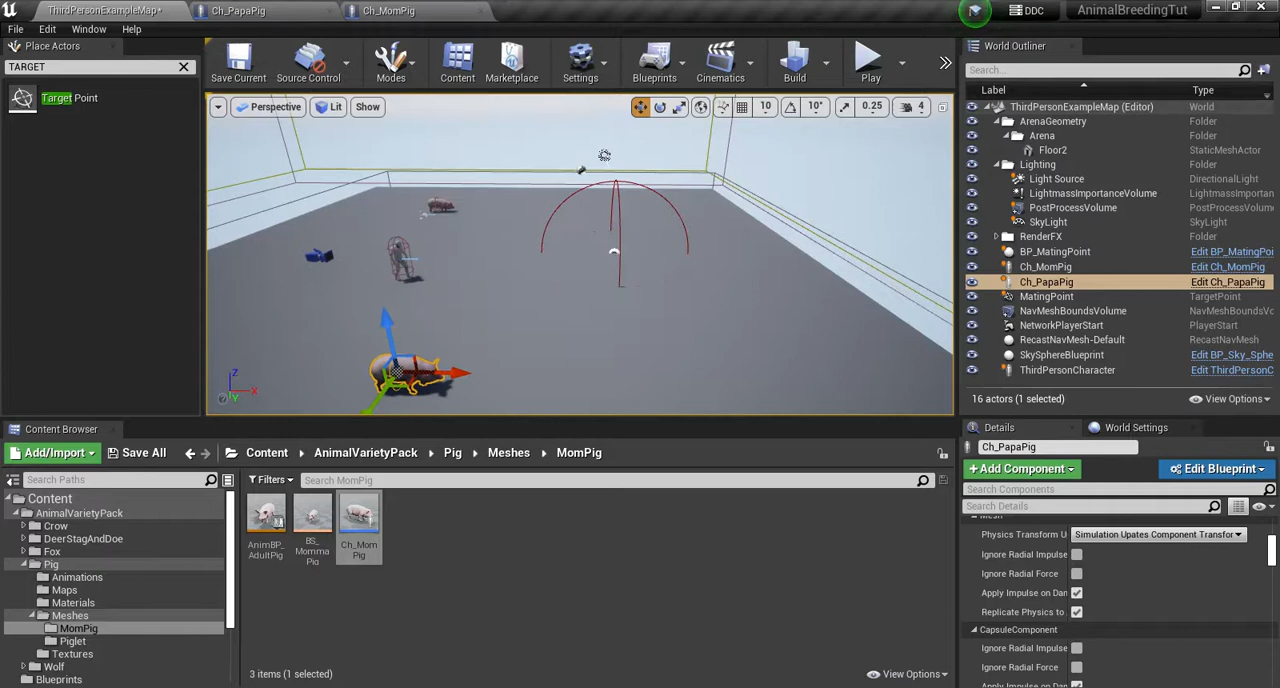 ThirdPersonExampleMap*
Ch_PapaPig
Ch_MomPig
DDC
AnimalBreedingTut
File
Edit
Window
Help
Place Actors
TARGET
Target Point
Save Current
Source Control
Modes
Content
Marketplace
Settings
Blueprints
Cinematics
Build
Play
Perspective
Lit
Show
10
10°
0.25
4
Z
X
Y
World Outliner
Search...
Label
Type
ThirdPersonExampleMap (Editor)
World
ArenaGeometry
Folder
Arena
Folder
Floor2
StaticMeshActor
Lighting
Folder
Light Source
DirectionalLight
LightmassImportanceVolume
LightmassImportan
PostProcessVolume
PostProcessVolume
SkyLight
SkyLight
RenderFX
Folder
BP_MatingPoint
Edit BP_MatingPoi
Ch_MomPig
Edit Ch_MomPig
Ch_PapaPig
Edit Ch_PapaPig
MatingPoint
TargetPoint
NavMeshBoundsVolume
NavMeshBoundsVo
NetworkPlayerStart
PlayerStart
RecastNavMesh-Default
RecastNavMesh
SkySphereBlueprint
Edit BP_Sky_Sphe
ThirdPersonCharacter
Edit ThirdPersonC
16 actors (1 selected)
View Options
Content Browser
Add/Import
Save All
Content
AnimalVarietyPack
Pig
Meshes
MomPig
Search Paths
Filters
Search MomPig
Content
AnimalVarietyPack
Crow
DeerStagAndDoe
Fox
Pig
Animations
Maps
Materials
Meshes
MomPig
Piglet
Textures
Wolf
Blueprints
AnimBP_
AdultPig
BS_
Momma
Pig
Ch_Mom
Pig
3 items (1 selected)
View Options
Details
World Settings
Ch_PapaPig
+Add Component
Edit Blueprint
Search Components
Search Details
Mesh
Physics Transform U
Simulation Upates Component Transfor
Ignore Radial Impulse
Ignore Radial Force
Apply Impulse on Dan
Replicate Physics to
CapsuleComponent
Ignore Radial Impulse
Ignore Radial Force
Apply Impulse on Dan